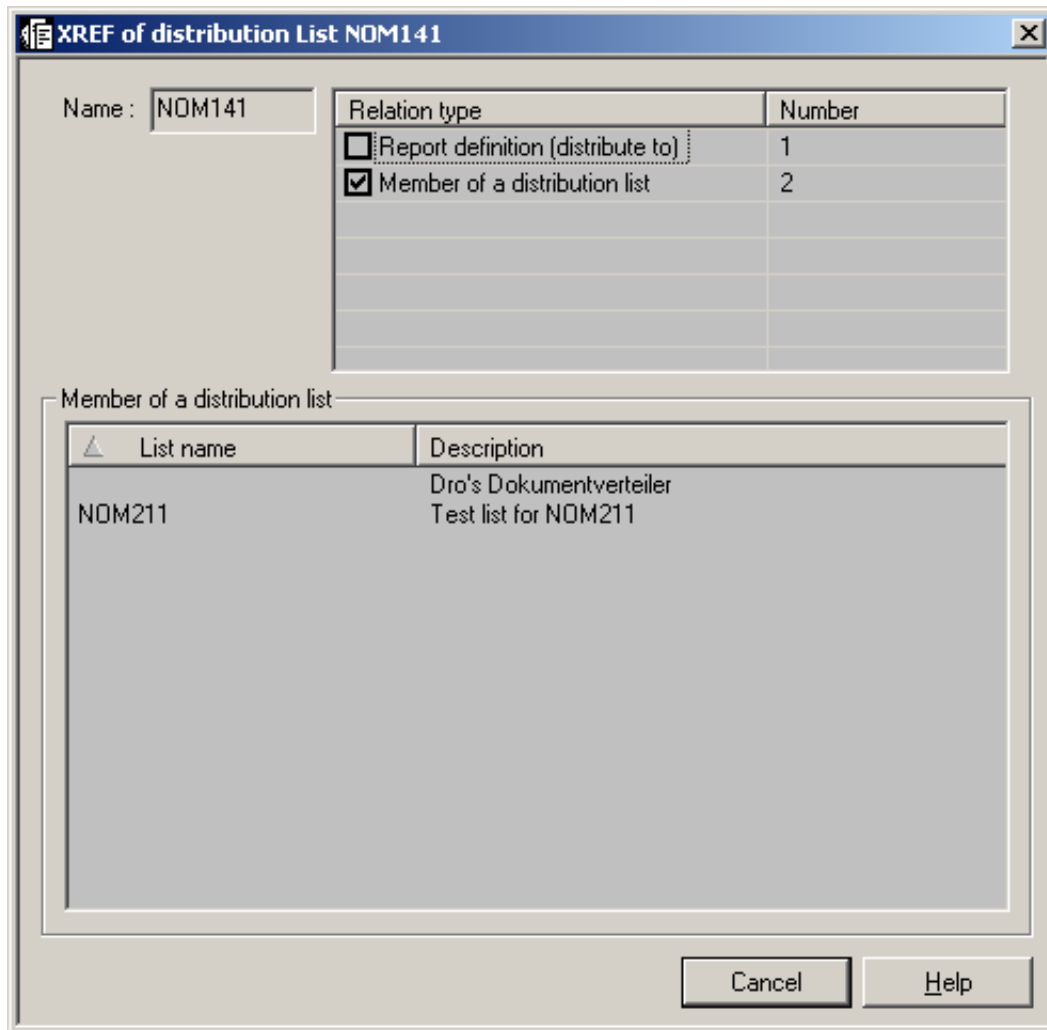 XREF of distribution List NOM141
Name : NOM141
Relation type Number
Report definition (distribute to) 1
Member of a distribution list 2
Member of a distribution list
List name Description
Dro's Dokumentverteiler
NOM211 Test list for NOM211
Cancel Help